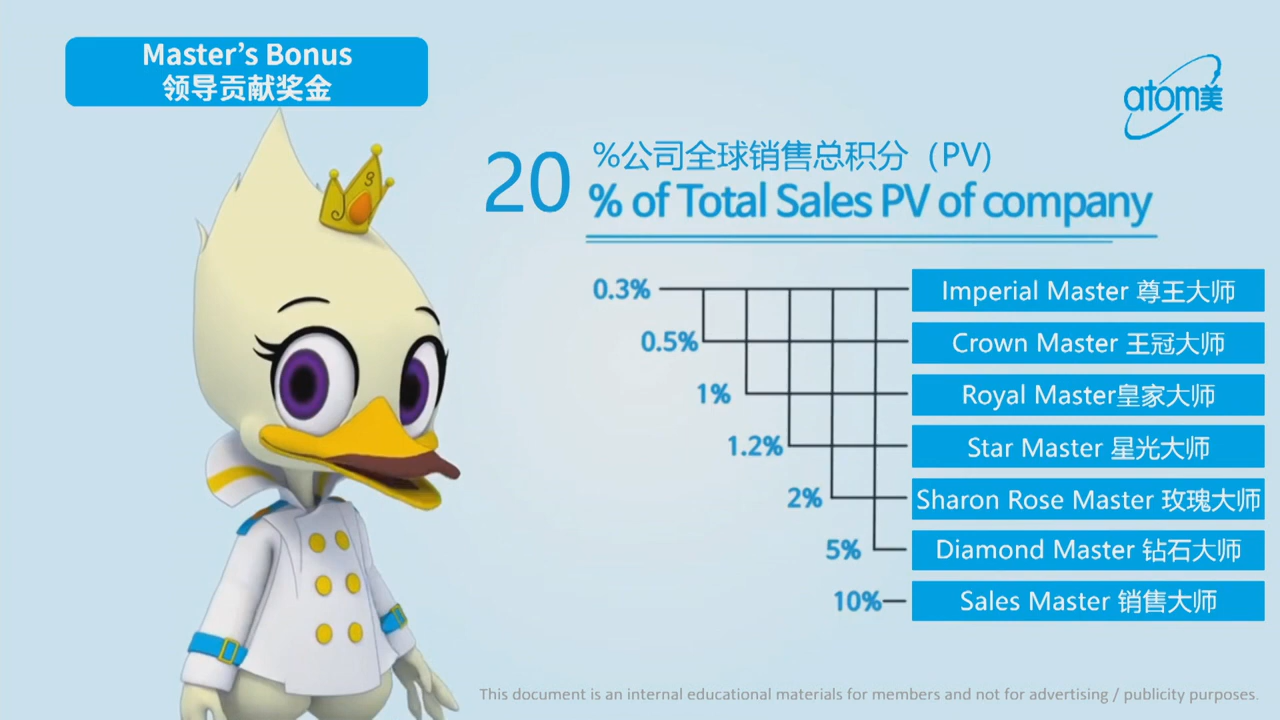 Master's Bonus
领导贡献奖金
atom美
20
%公司全球销售总积分（PV)
% of Total Sales PV of company
0.3%
Imperial Master 尊王大师
0.5%
Crown Master 王冠大师
1%
Royal Master皇家大师
1.2%
Star Master 星光大师
2%
Sharon Rose Master 玫瑰大师
5%
Diamond Master 钻石大师
10%
Sales Master 销售大师
This document is an internal educational materials for members and not for advertising / publicity purposes.